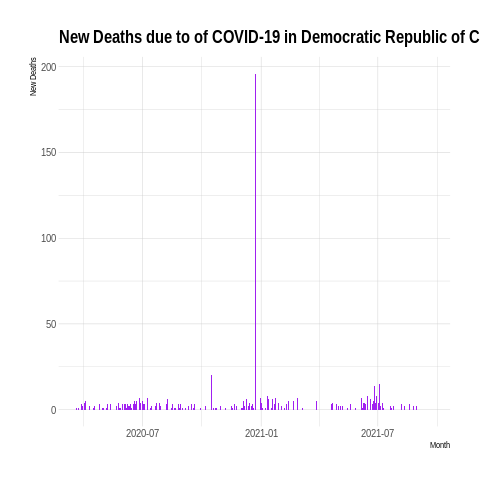 New Deaths due to of COVID-19 in Democratic Republic of C
New Deaths
200
150
100
50
0
2020-07
2021-01
2021-07
Month